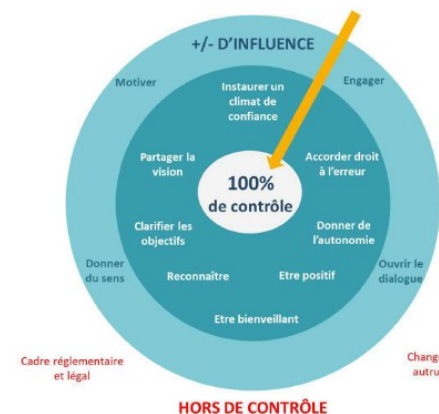 +/- D'INFLUENCE
Motiver
Engager
Instaurer un
climat de
confiance
Partager la
vision
Accorder droit
à l'erreur
100%
de contrôle
Clarifier les
objectifs
Donner de
l'autonomie
Donner
du sens
Reconnaître
Etre positif
Ouvrir le
dialogue
Etre bienveillant
Cadre réglementaire
et légal
HORS DE CONTRÔLE